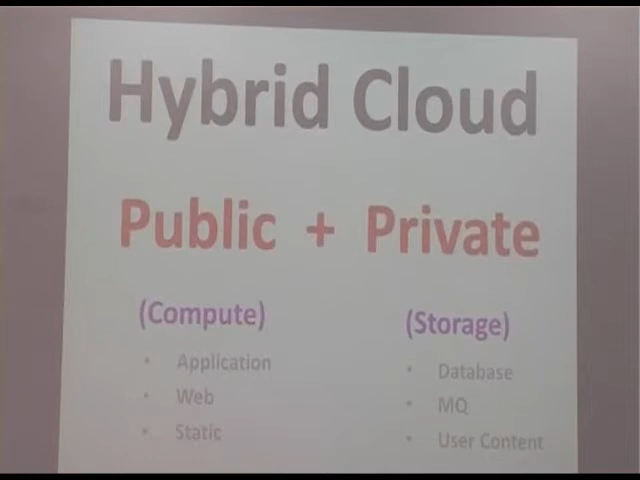 Hybrid Cloud
Public + Private
(Compute)
• Application
• Web
• Static
(Storage)
• Database
• MQ
• User Content